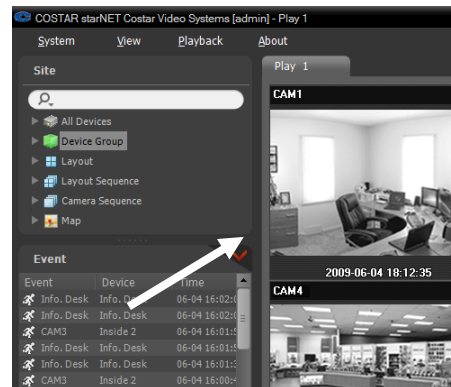 COSTAR starNET Costar Video Systems [admin] - Play 1
System View Playback About
Site
Play 1
All Devices
Device Group
Layout
Layout Sequence
Camera Sequence
Map
CAM1
2009-06-04 18:12:35
CAM4
Event
Event Device Time
Info. Desk Info. Desk 06-04 16:02:
Info. Desk Info. Desk 06-04 16:02:
CAM3 Inside 2 06-04 16:01:
Info. Desk Info. Desk 06-04 16:01:
Info. Desk Info. Desk 06-04 16:01:
CAM3 Inside 2 06-04 16:00: